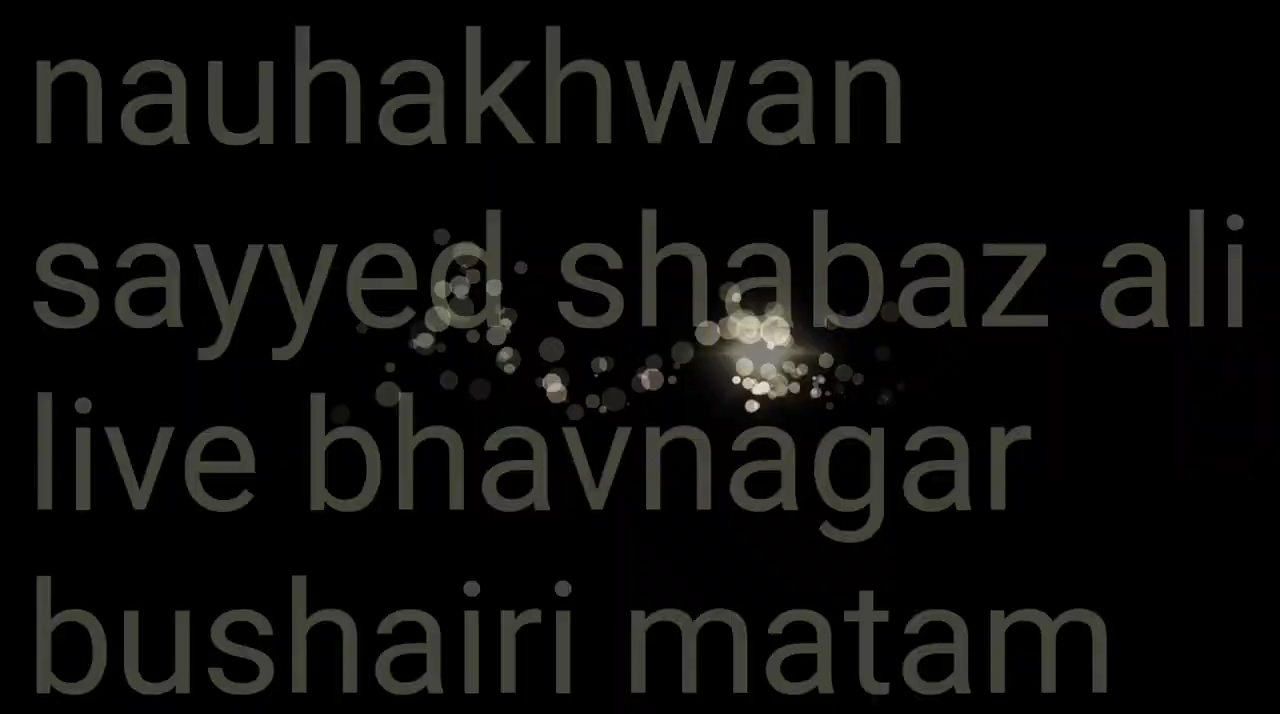 nauhakhwan
sayyed shabaz ali
live bhavnagar
bushairi matam